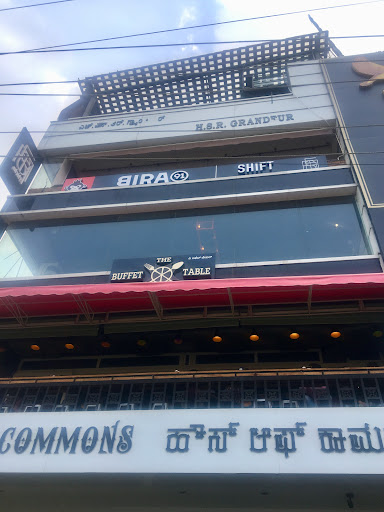 H.S.R. GRANDEUR
BIRA 91
SHIFT
THE
BUFFET TABLE
COMMONS ಹೌಸ್ ಆಫ್ ಕಾಮ